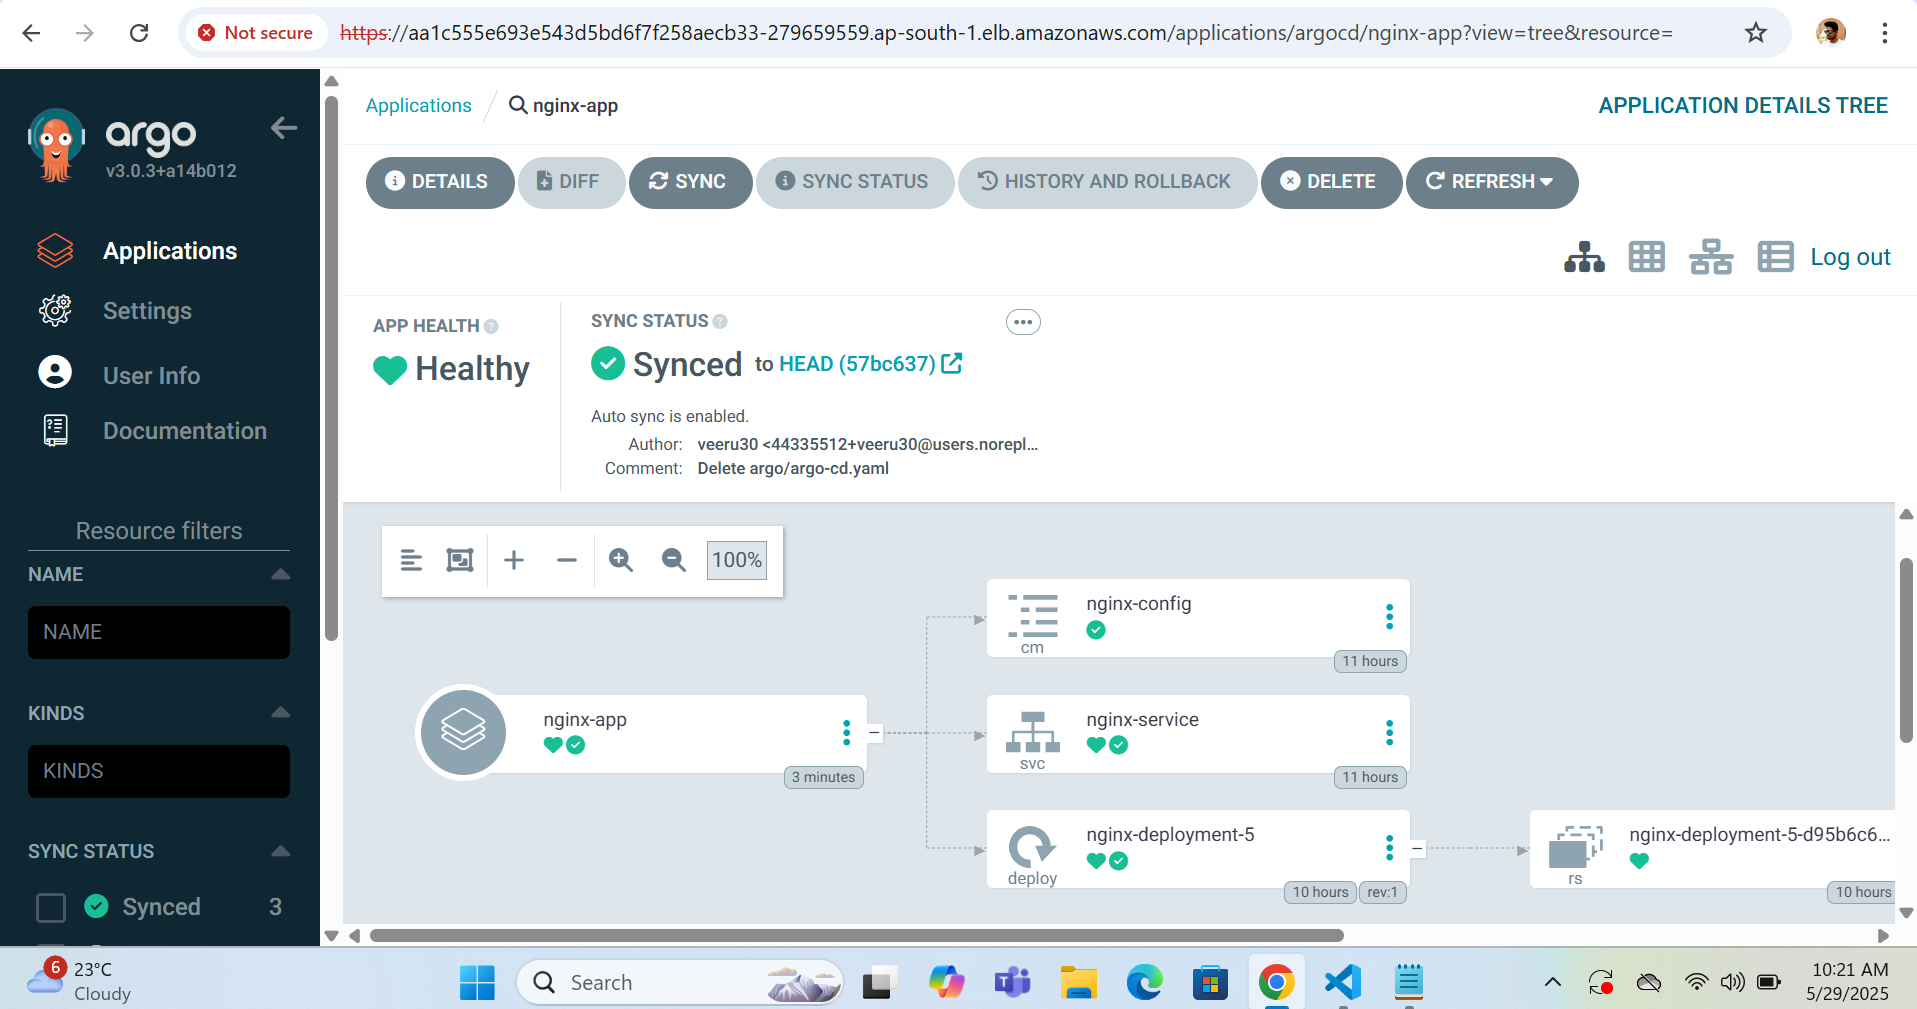 Not secure
https://aa1c555e693e543d5bd6f7f258aecb33-279659559.ap-south-1.elb.amazonaws.com/applications/argocd/nginx-app?view=tree&resource=
argo
v3.0.3+a14b012
Applications
Settings
User Info
Documentation
Resource filters
NAME
NAME
KINDS
KINDS
SYNC STATUS
Synced 3
Applications / nginx-app
APPLICATION DETAILS TREE
DETAILS DIFF SYNC SYNC STATUS HISTORY AND ROLLBACK DELETE REFRESH
Log out
APP HEALTH
Healthy
SYNC STATUS
Synced to HEAD (57bc637)
Auto sync is enabled.
Author: veeru30 <44335512+veeru30@users.norepl...
Comment: Delete argo/argo-cd.yaml
100%
nginx-app
3 minutes
nginx-config
cm
11 hours
nginx-service
svc
11 hours
nginx-deployment-5
deploy
10 hours rev:1
nginx-deployment-5-d95b6c6...
rs
10 hours
6
23°C
Cloudy
Search
10:21 AM
5/29/2025